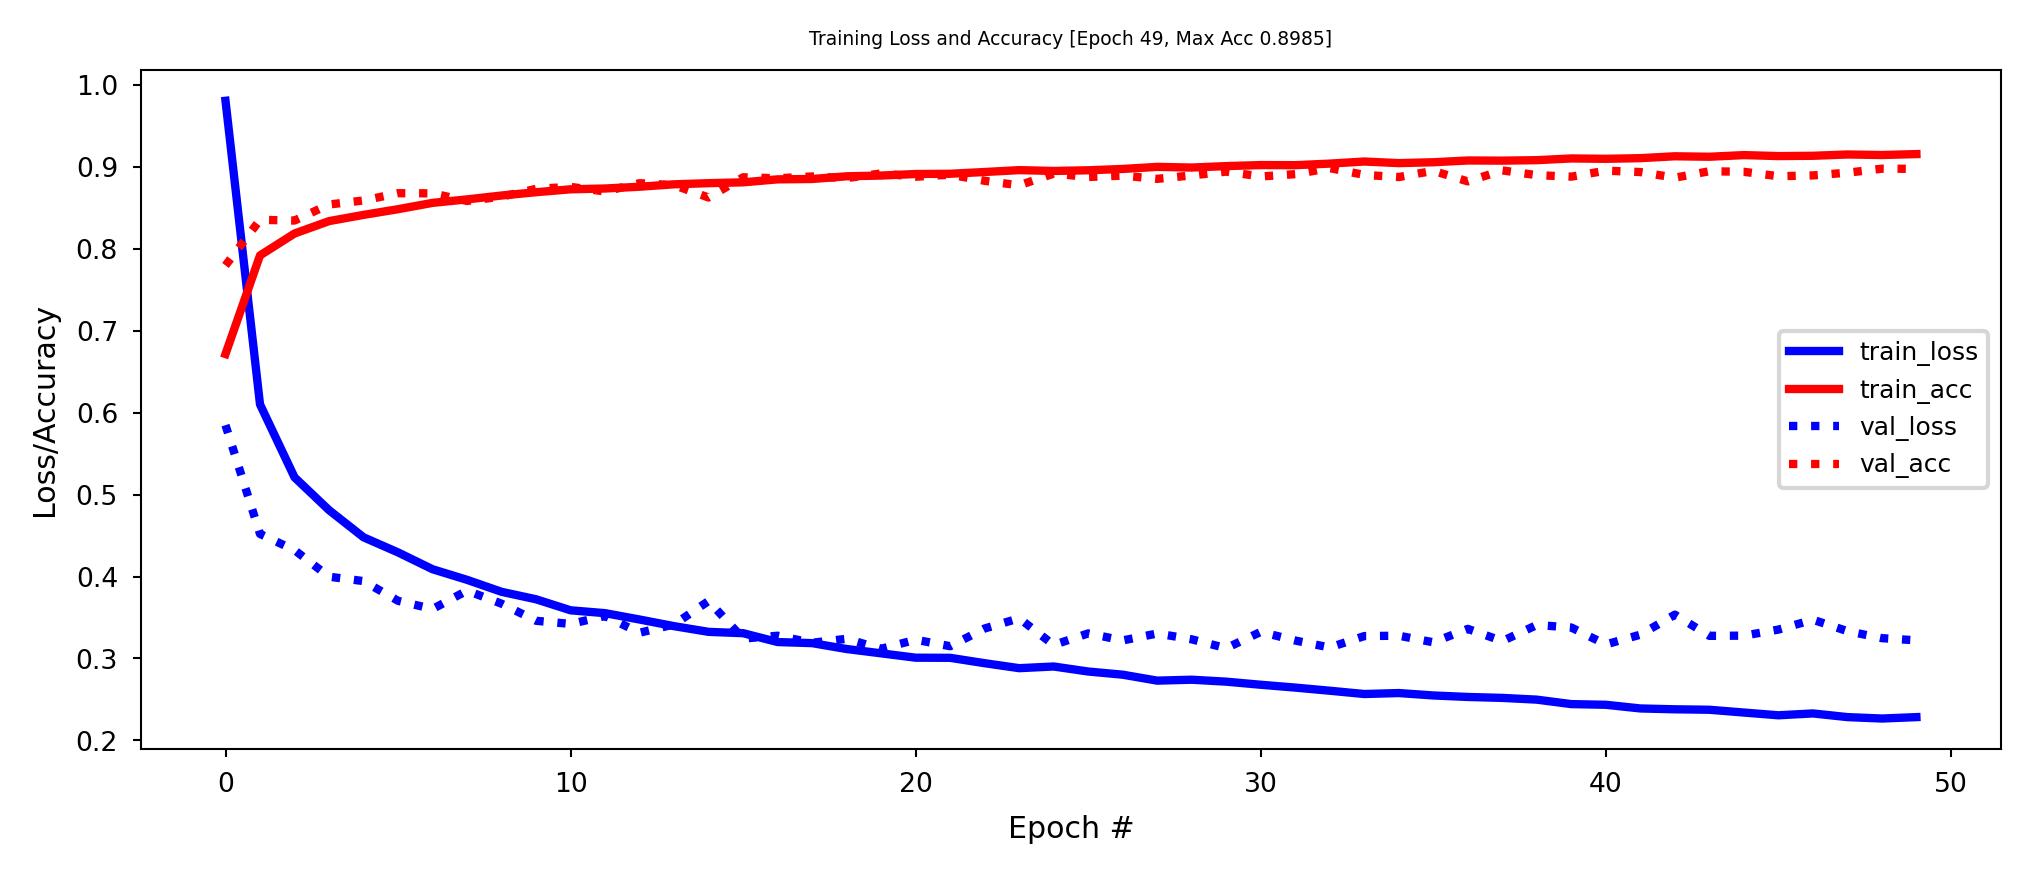 Training Loss and Accuracy [Epoch 49, Max Acc 0.8985]
1.0
0.9
0.8
0.7
0.6
0.5
0.4
0.3
0.2
Loss/Accuracy
train_loss
train_acc
val_loss
val_acc
0 10 20 30 40 50
Epoch #